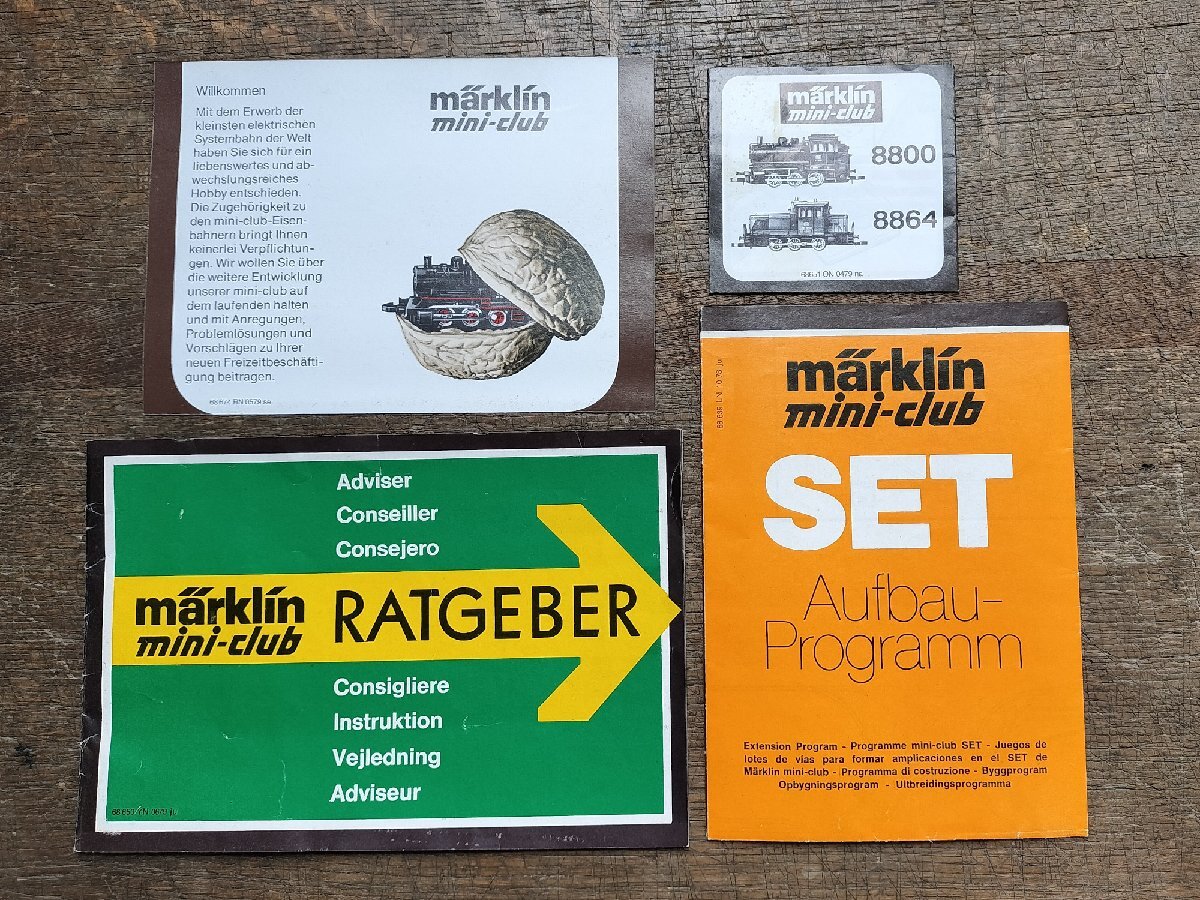 Willkommen
Mit dem Erwerb der
kleinsten elektrischen
Systembahn der Welt
haben Sie sich für ein
liebenswertes und ab-
wechslungsreiches
Hobby entschieden.
Die Zugehörigkeit zu
den mini-club-Eisen-
bahnern bringt Ihnen
keinerlei Verpflichtun-
gen. Wir wollen Sie über
die weitere Entwicklung
unserer mini-club auf
dem laufenden halten
und mit Anregungen,
Problemlösungen und
Vorschlägen zu Ihrer
neuen Freizeitbeschäfti-
gung beitragen.
märklin
mini-club
märklin
mini-club
8800
8864
Adviser
Conseiller
Consejero
märklin
mini-club
RATGEBER
Consigliere
Instruktion
Vejledning
Adviseur
märklin
mini-club
SET
Aufbau-
Programm
Extension Program - Programme mini-club SET - Juegos de
lotes de vias para formar amplicaciones en el SET de
Märklin mini-club - Programma di costruzione - Byggprogram
Opbygningsprogram - Uitbreidingsprogramma